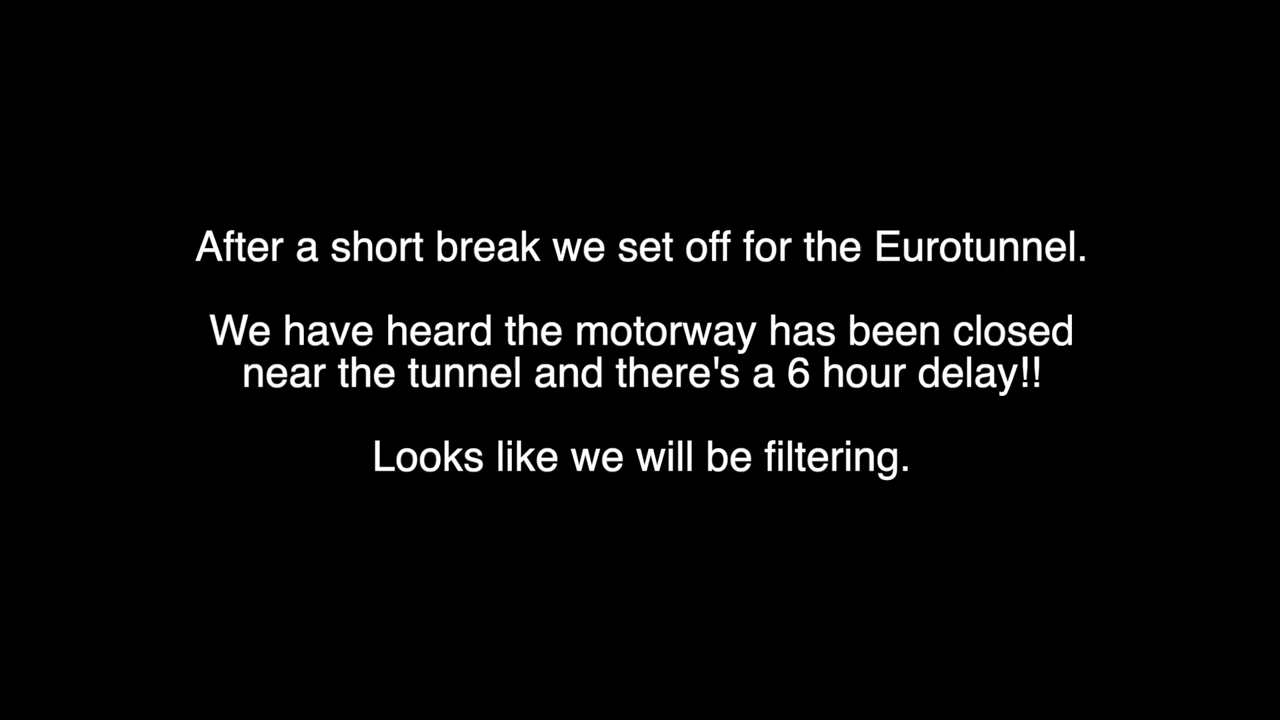 After a short break we set off for the Eurotunnel.
We have heard the motorway has been closed
near the tunnel and there's a 6 hour delay!!
Looks like we will be filtering.